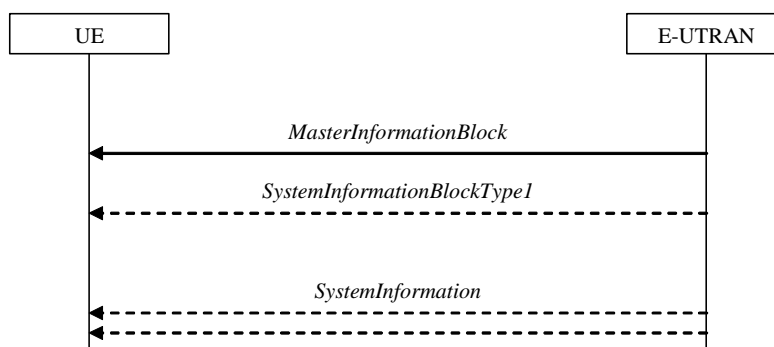 UE
E-UTRAN
MasterInformationBlock
SystemInformationBlockType1
SystemInformation